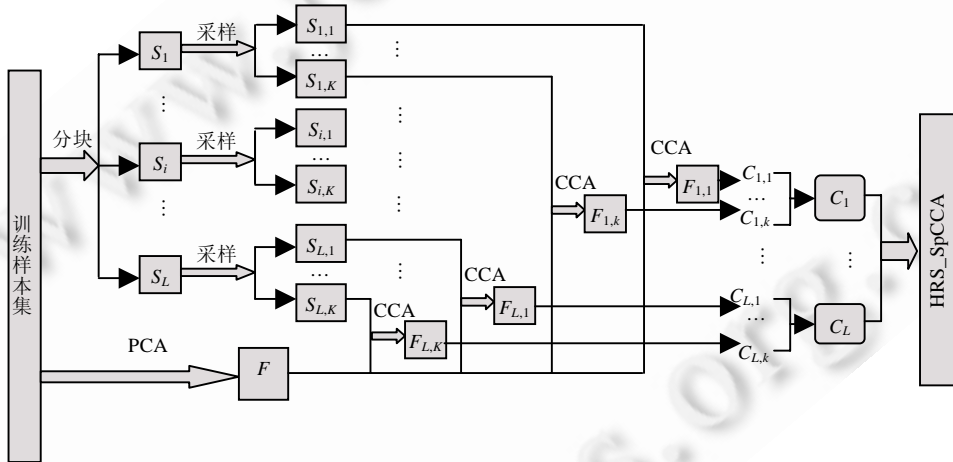 训练样本集
分块
S1
采样
S1,1
...
S1,K
⋮
⋮
Si
采样
Si,1
...
Si,K
⋮
⋮
SL
采样
SL,1
...
SL,K
⋮
PCA
F
CCA
FL,K
CCA
FL,1
CCA
F1,k
CCA
F1,1
C1,1
...
C1,k
⋮
CL,1
...
CL,k
C1
⋮
CL
HRS_SpCCA